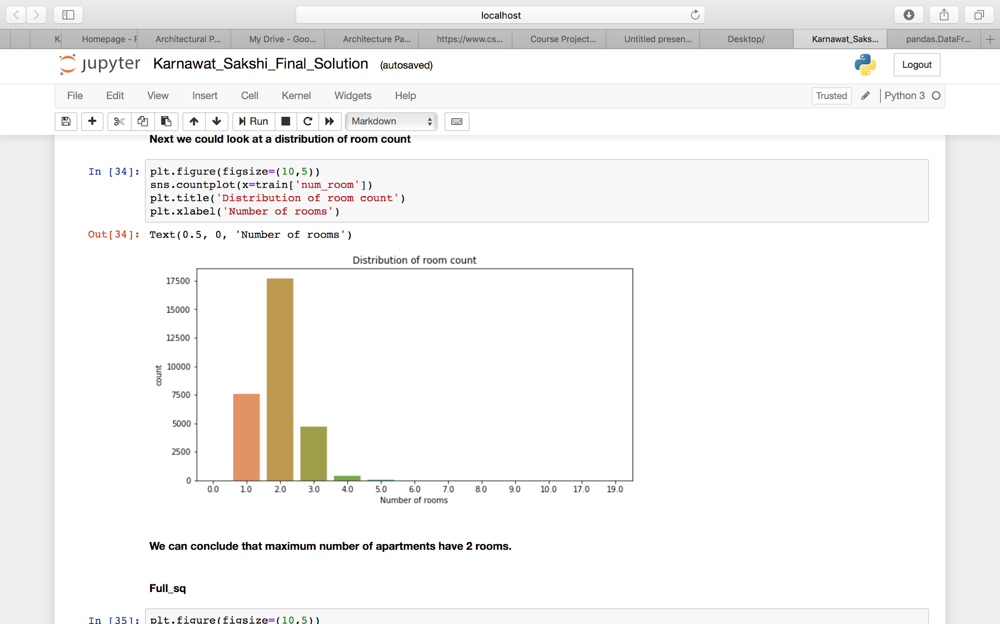 localhost
Homepage -
Architectural P...
My Drive - Goo...
Architecture Pa...
https://www.cs...
Course Project...
Untitled presen...
Desktop/
Karnawat_Saks...
pandas.DataFr...
jupyter Karnawat_Sakshi_Final_Solution (autosaved)
Logout
File Edit View Insert Cell Kernel Widgets Help
Trusted Python 3
Run Markdown
Next we could look at a distribution of room count
In [34]: plt.figure(figsize=(10,5))
sns.countplot(x=train['num_room'])
plt.title('Distribution of room count')
plt.xlabel('Number of rooms')
Out[34]: Text(0.5, 0, 'Number of rooms')
Distribution of room count
17500
15000
12500
10000
7500
5000
2500
0
count
0.0 1.0 2.0 3.0 4.0 5.0 6.0 7.0 8.0 9.0 10.0 17.0 19.0
Number of rooms
We can conclude that maximum number of apartments have 2 rooms.
Full_sq
In [35]: plt.figure(figsize=(10,5))